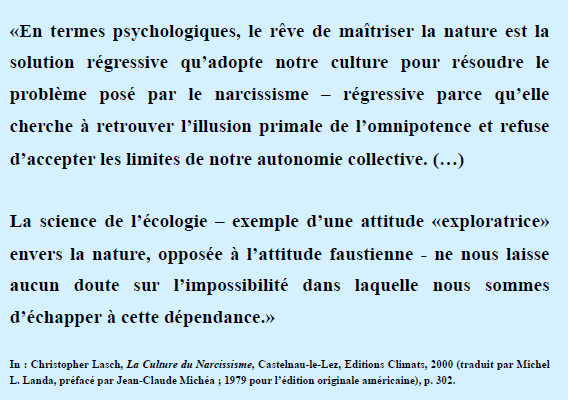 «En termes psychologiques, le rêve de maîtriser la nature est la
solution régressive qu’adopte notre culture pour résoudre le
problème posé par le narcissisme – régressive parce qu’elle
cherche à retrouver l’illusion primale de l’omnipotence et refuse
d’accepter les limites de notre autonomie collective. (…)
La science de l’écologie – exemple d’une attitude «exploratrice»
envers la nature, opposée à l’attitude faustienne - ne nous laisse
aucun doute sur l’impossibilité dans laquelle nous sommes
d’échapper à cette dépendance.»
In : Christopher Lasch, La Culture du Narcissisme, Castelnau-le-Lez, Editions Climats, 2000 (traduit par Michel
L. Landa, préfacé par Jean-Claude Michéa ; 1979 pour l’édition originale américaine), p. 302.